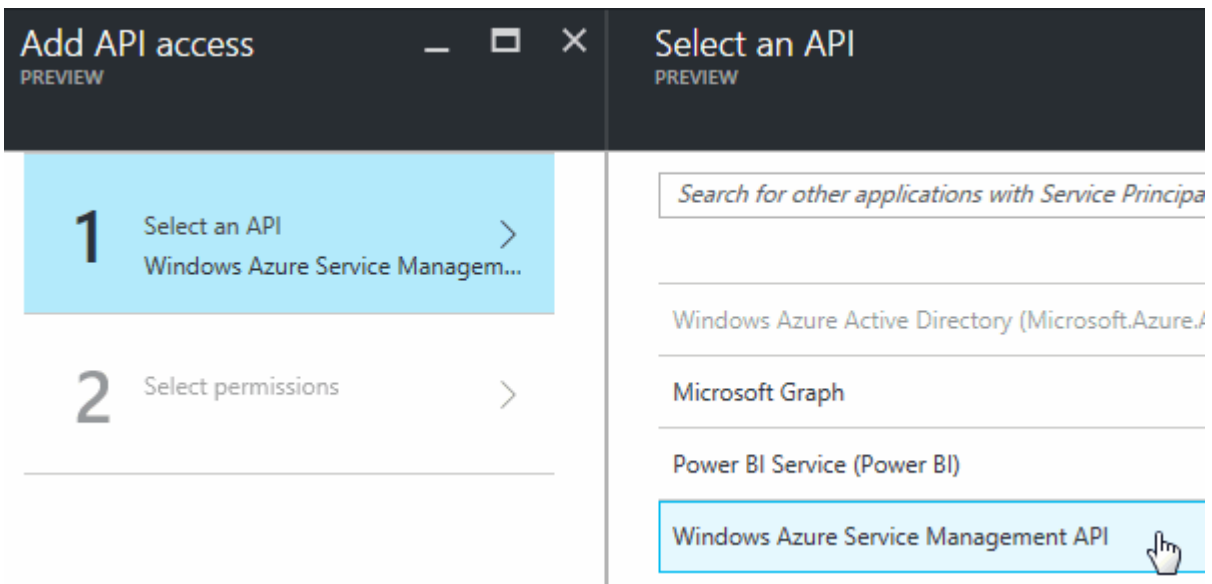 Add API access
PREVIEW
1
Select an API
Windows Azure Service Managem...
2
Select permissions
Select an API
PREVIEW
Search for other applications with Service
Windows Azure Active Directory (Microsoft.Azure.
Microsoft Graph
Power BI Service (Power BI)
Windows Azure Service Management API